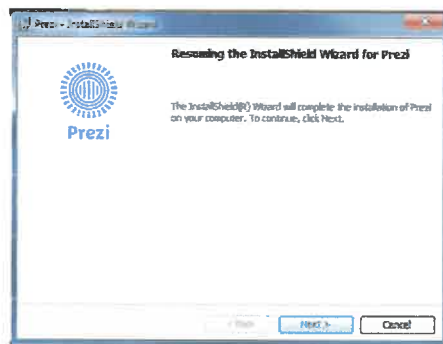 Prezi - InstallShield Wizard
Resuming the InstallShield Wizard for Prezi
Prezi
The InstallShield(R) Wizard will complete the installation of Prezi
on your computer. To continue, click Next.
< Back Next > Cancel